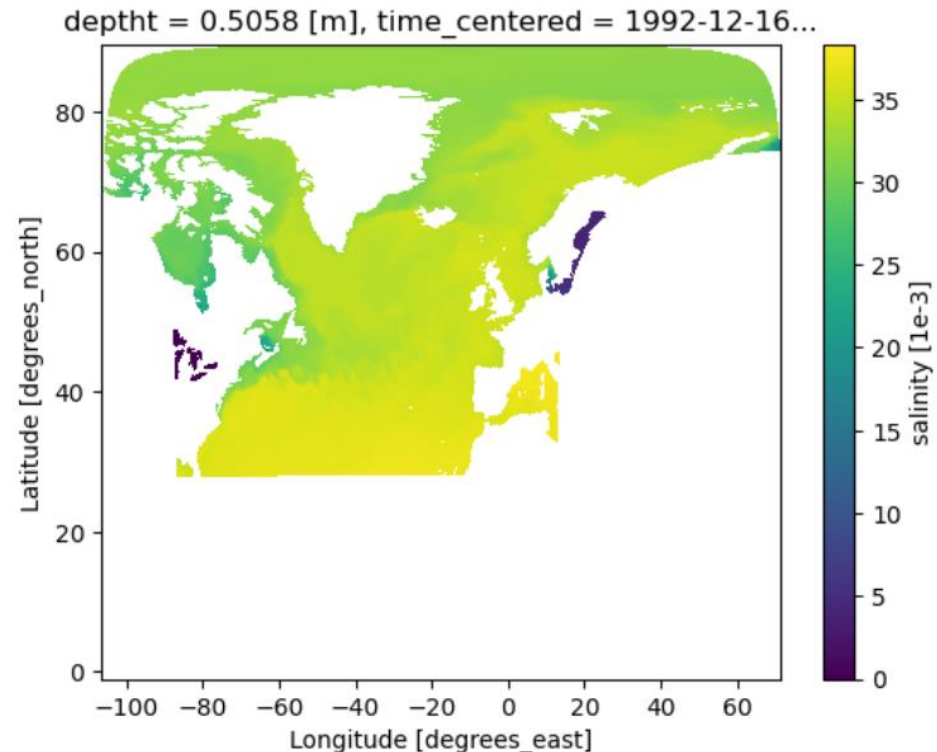 deptht = 0.5058 [m], time_centered = 1992-12-16...
80
60
40
20
0
Latitude [degrees_north]
−100 −80 −60 −40 −20 0 20 40 60
Longitude [degrees_east]
35
30
25
20
15
10
5
0
salinity [1e-3]